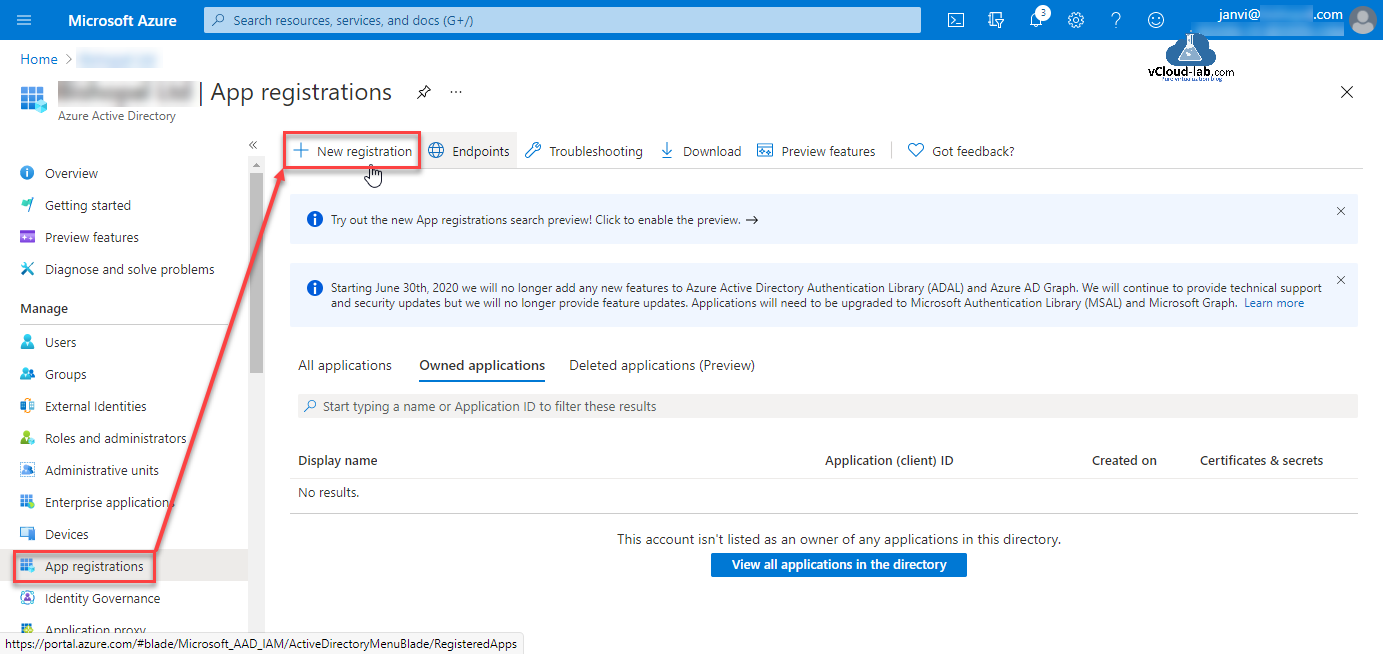 Microsoft Azure
Search resources, services, and docs (G+/)
3
janvi@ .com
vCloud-lab.com
Pure virtualization blog
Home >
| App registrations
...
Azure Active Directory
«
New registration
Endpoints
Troubleshooting
Download
Preview features
Got feedback?
Overview
Getting started
Preview features
Diagnose and solve problems
Manage
Users
Groups
External Identities
Roles and administrators
Administrative units
Enterprise applications
Devices
App registrations
Identity Governance
Application proxy
Try out the new App registrations search preview! Click to enable the preview. →
Starting June 30th, 2020 we will no longer add any new features to Azure Active Directory Authentication Library (ADAL) and Azure AD Graph. We will continue to provide technical support
and security updates but we will no longer provide feature updates. Applications will need to be upgraded to Microsoft Authentication Library (MSAL) and Microsoft Graph. Learn more
All applications
Owned applications
Deleted applications (Preview)
Start typing a name or Application ID to filter these results
Display name
Application (client) ID
Created on
Certificates & secrets
No results.
This account isn't listed as an owner of any applications in this directory.
View all applications in the directory
https://portal.azure.com/#blade/Microsoft_AAD_IAM/ActiveDirectoryMenuBlade/RegisteredApps